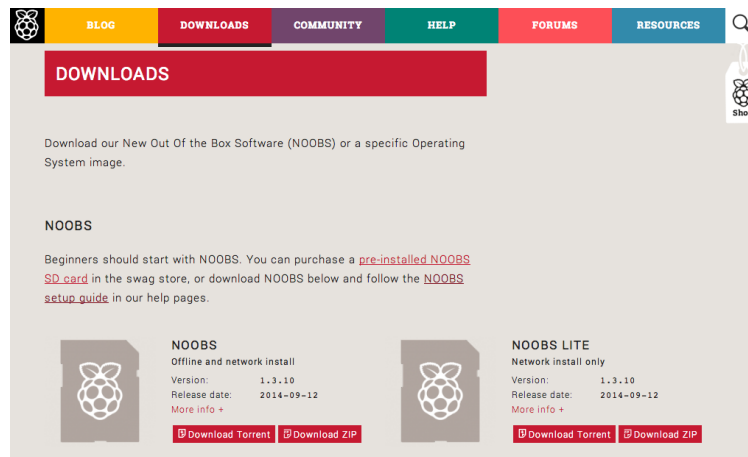 BLOG
DOWNLOADS
COMMUNITY
HELP
FORUMS
RESOURCES
DOWNLOADS
Download our New Out Of the Box Software (NOOBS) or a specific Operating
System image.
NOOBS
Beginners should start with NOOBS. You can purchase a pre-installed NOOBS
SD card in the swag store, or download NOOBS below and follow the NOOBS
setup guide in our help pages.
NOOBS
Offline and network install
Version: 1.3.10
Release date: 2014-09-12
More info +
Download Torrent
Download ZIP
NOOBS LITE
Network install only
Version: 1.3.10
Release date: 2014-09-12
More info +
Download Torrent
Download ZIP